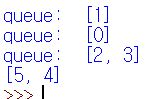 queue:  [1]
queue:  [0]
queue:  [2, 3]
[5, 4]
>>>